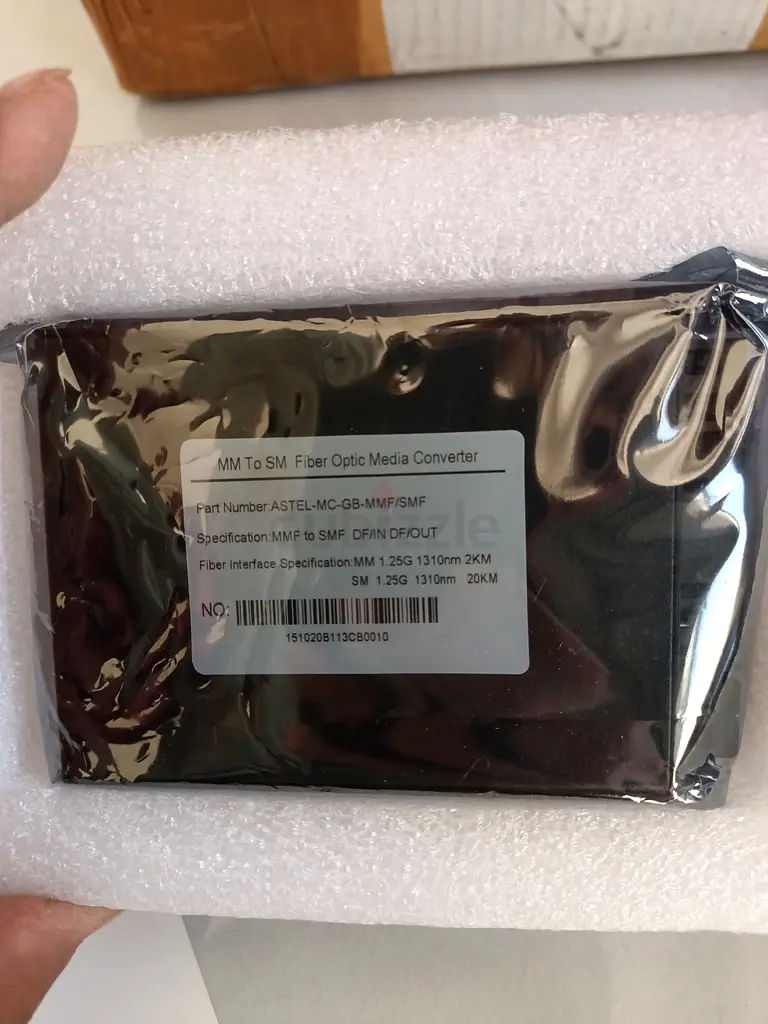 MM To SM Fiber Optic Media Converter
Part Number:ASTEL-MC-GB-MMF/SMF
Specification:MMF to SMF DF/IN DF/OUT
Fiber Interface Specification:MM 1.25G 1310nm 2KM
SM 1.25G 1310nm 20KM
NO:
151020B113CB0010